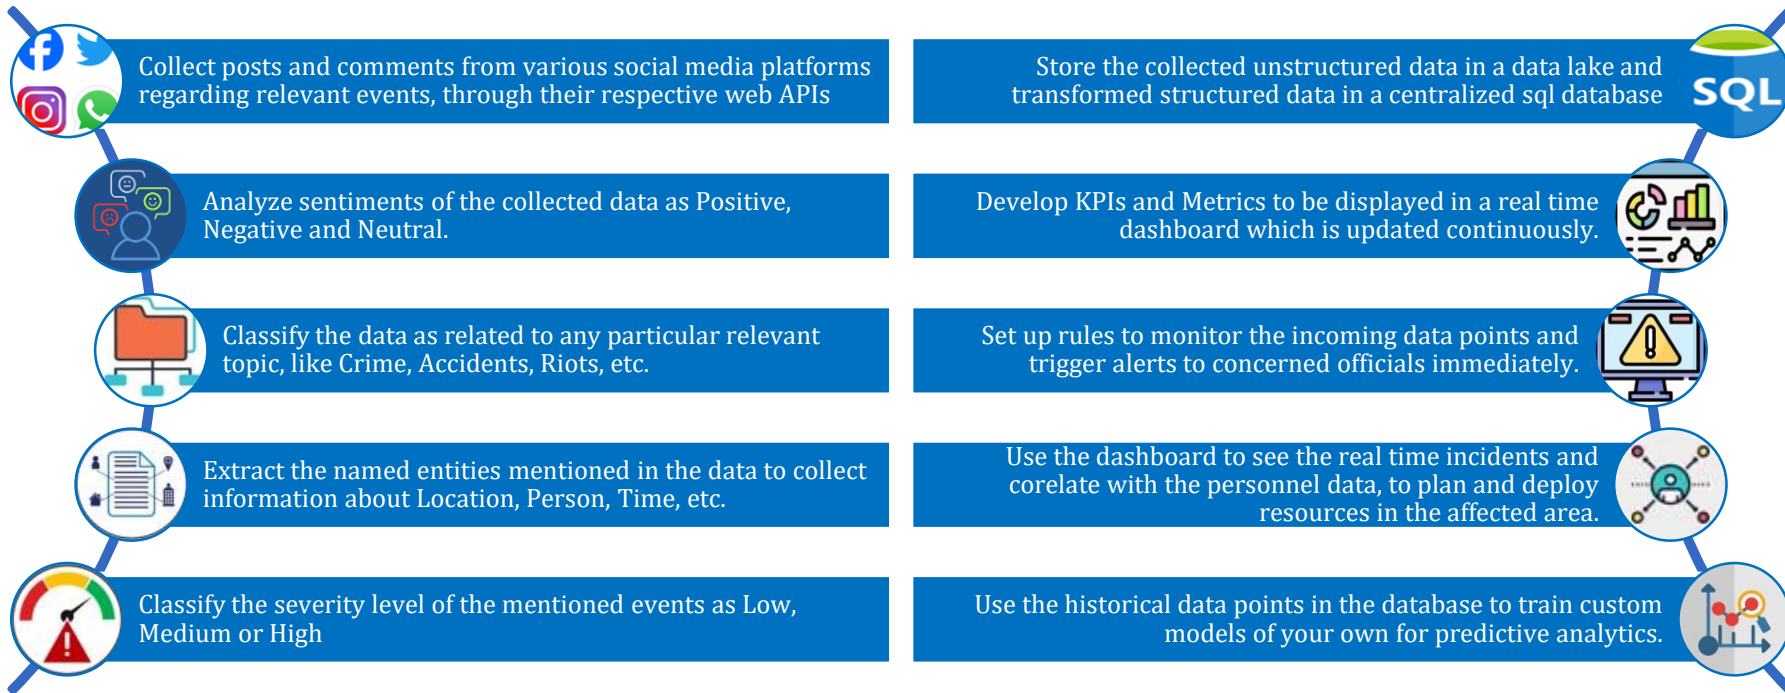 Collect posts and comments from various social media platforms
regarding relevant events, through their respective web APIs
Analyze sentiments of the collected data as Positive,
Negative and Neutral.
Classify the data as related to any particular relevant
topic, like Crime, Accidents, Riots, etc.
Extract the named entities mentioned in the data to collect
information about Location, Person, Time, etc.
Classify the severity level of the mentioned events as Low,
Medium or High
Store the collected unstructured data in a data lake and
transformed structured data in a centralized sql database
SQL
Develop KPIs and Metrics to be displayed in a real time
dashboard which is updated continuously.
Set up rules to monitor the incoming data points and
trigger alerts to concerned officials immediately.
Use the dashboard to see the real time incidents and
corelate with the personnel data, to plan and deploy
resources in the affected area.
Use the historical data points in the database to train custom
models of your own for predictive analytics.